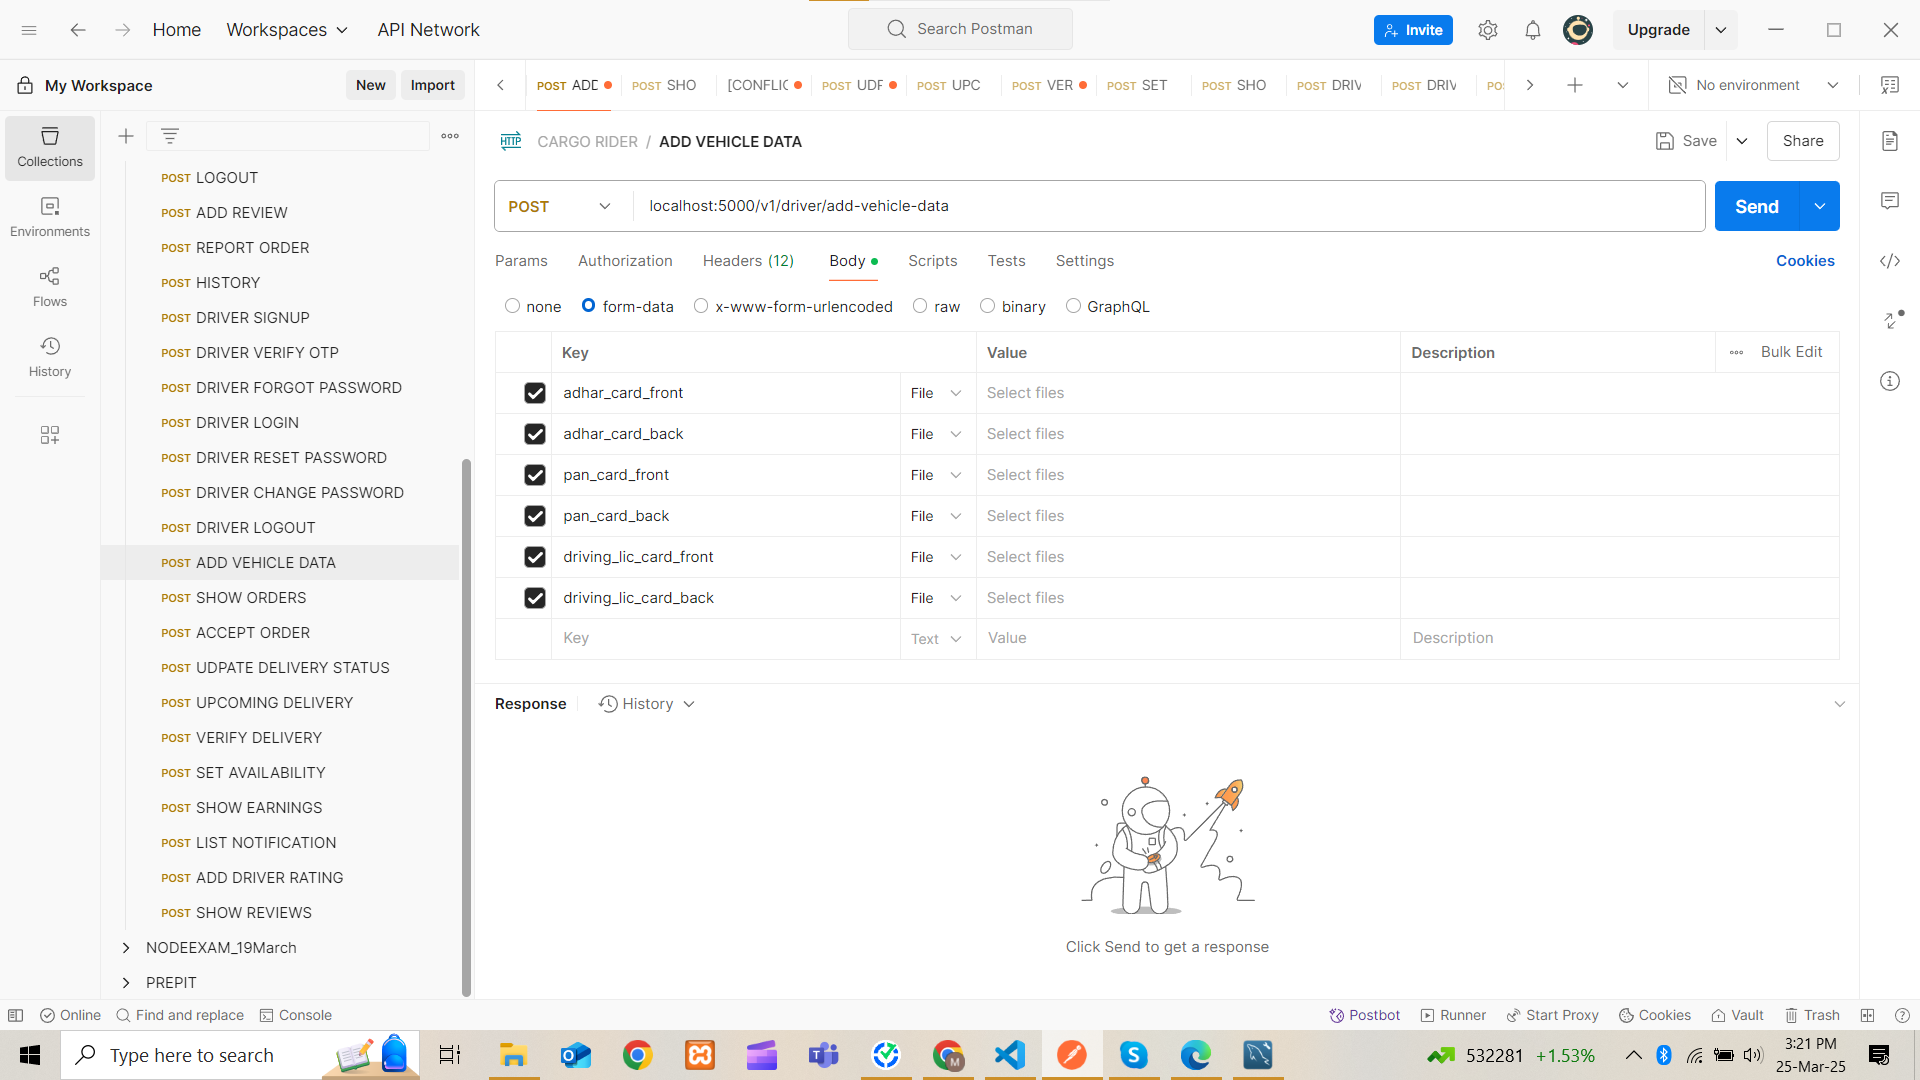 Home
Workspaces
API Network
Search Postman
Invite
Upgrade
My Workspace
New
Import
POST ADD
POST SHO
[CONFLIC
POST UDF
POST UPC
POST VER
POST SET
POST SHO
POST DRIV
POST DRIV
No environment
Collections
Environments
Flows
History
POST LOGOUT
POST ADD REVIEW
POST REPORT ORDER
POST HISTORY
POST DRIVER SIGNUP
POST DRIVER VERIFY OTP
POST DRIVER FORGOT PASSWORD
POST DRIVER LOGIN
POST DRIVER RESET PASSWORD
POST DRIVER CHANGE PASSWORD
POST DRIVER LOGOUT
POST ADD VEHICLE DATA
POST SHOW ORDERS
POST ACCEPT ORDER
POST UDPATE DELIVERY STATUS
POST UPCOMING DELIVERY
POST VERIFY DELIVERY
POST SET AVAILABILITY
POST SHOW EARNINGS
POST LIST NOTIFICATION
POST ADD DRIVER RATING
POST SHOW REVIEWS
NODEEXAM_19March
PREPIT
HTTP CARGO RIDER / ADD VEHICLE DATA
Save
Share
POST
localhost:5000/v1/driver/add-vehicle-data
Send
Params
Authorization
Headers (12)
Body
Scripts
Tests
Settings
Cookies
none
form-data
x-www-form-urlencoded
raw
binary
GraphQL
Key
Value
Description
Bulk Edit
adhar_card_front File Select files
adhar_card_back File Select files
pan_card_front File Select files
pan_card_back File Select files
driving_lic_card_front File Select files
driving_lic_card_back File Select files
Key Text Value Description
Response
History
Click Send to get a response
Online
Find and replace
Console
Postbot
Runner
Start Proxy
Cookies
Vault
Trash
Type here to search
M
532281 +1.53%
3:21 PM
25-Mar-25